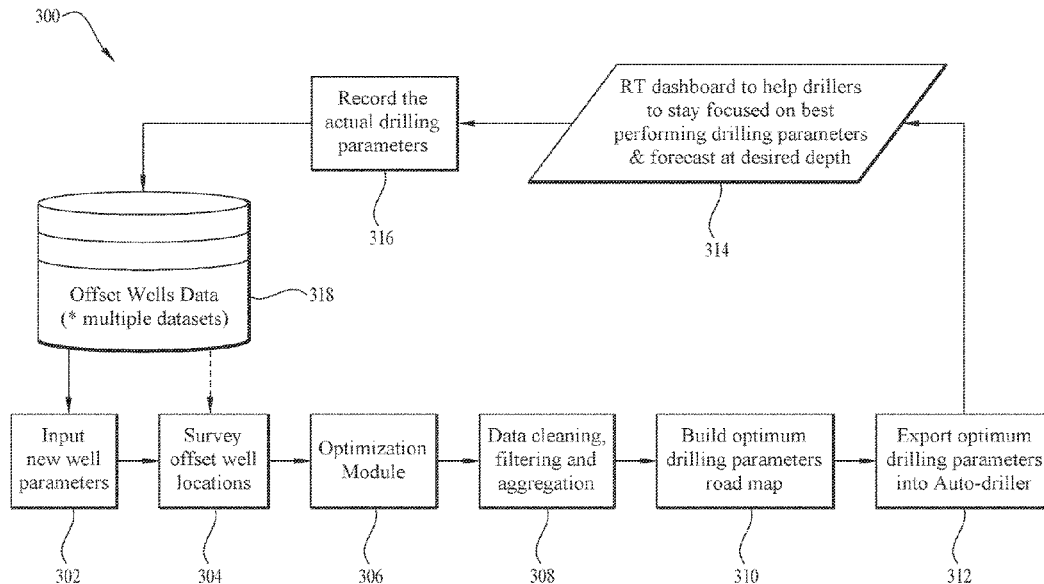 300
Record the
actual drilling
parameters
316
RT dashboard to help drillers
to stay focused on best
performing drilling parameters
& forecast at desired depth
314
Offset Wells Data
(* multiple datasets)
318
Input
new well
parameters
302
Survey
offset well
locations
304
Optimization
Module
306
Data cleaning,
filtering and
aggregation
308
Build optimum
drilling parameters
road map
310
Export optimum
drilling parameters
into Auto-driller
312